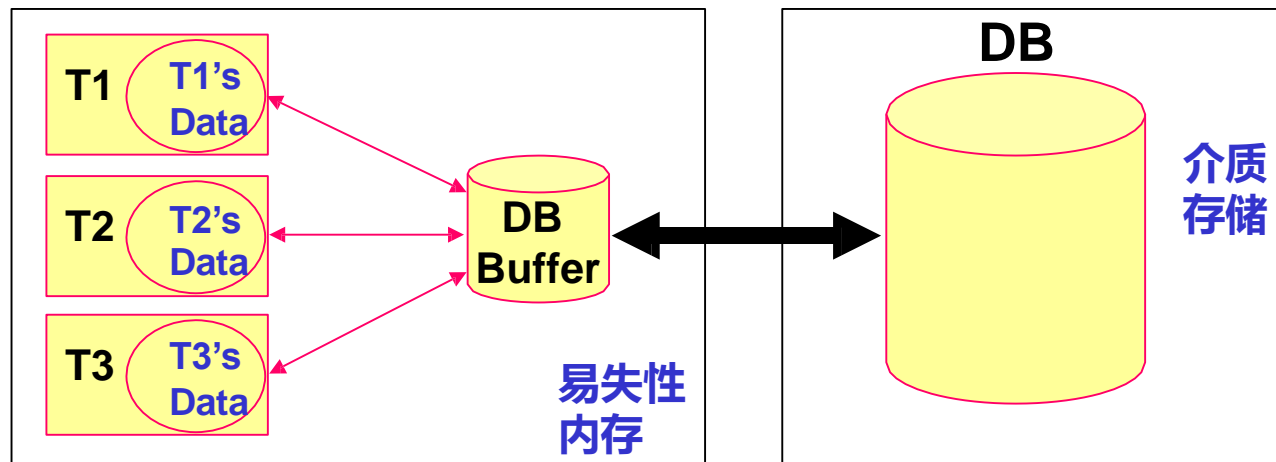 T1
T1's
Data
T2
T2's
Data
T3
T3's
Data
DB
Buffer
易失性
内存
DB
介质
存储